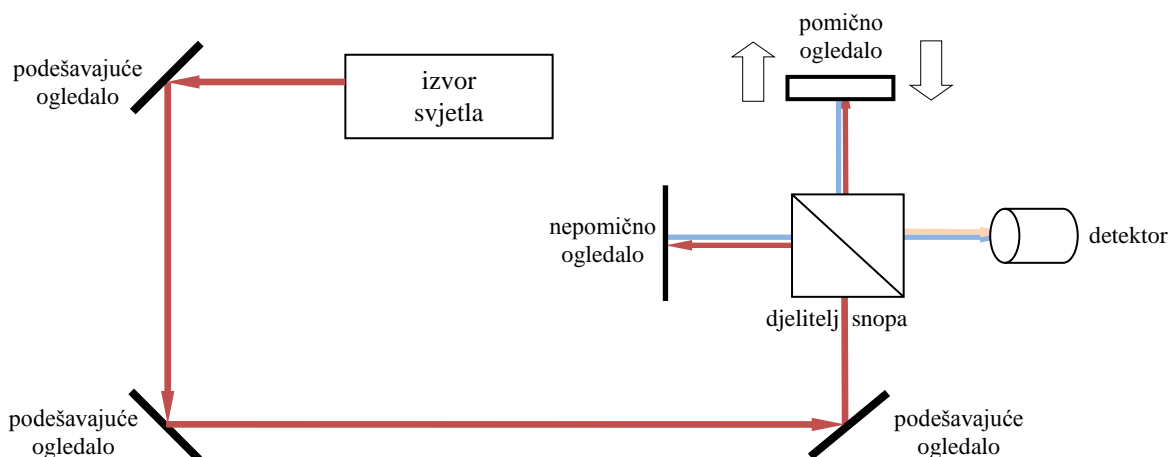 podešavajuće
ogledalo
izvor
svjetla
pomično
ogledalo
nepomično
ogledalo
detektor
djelitelj snopa
podešavajuće
ogledalo
podešavajuće
ogledalo